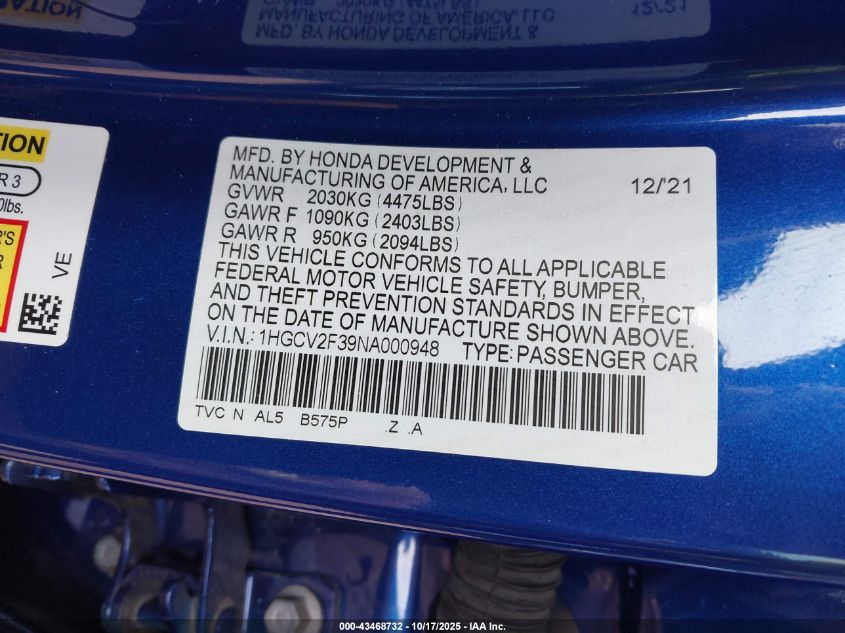 MFD. BY HONDA DEVELOPMENT &
MANUFACTURING OF AMERICA, LLC 12/'21
GVWR 2030KG (4475LBS)
GAWR F 1090KG (2403LBS)
GAWR R 950KG (2094LBS)
THIS VEHICLE CONFORMS TO ALL APPLICABLE
FEDERAL MOTOR VEHICLE SAFETY, BUMPER,
AND THEFT PREVENTION STANDARDS IN EFFECT
ON THE DATE OF MANUFACTURE SHOWN ABOVE.
V.I.N.: 1HGCV2F39NA000948 TYPE: PASSENGER CAR
TVC N AL5 B575P .Z .A
R 3
VE
000-43468732 - 10/17/2025 - IAA Inc.